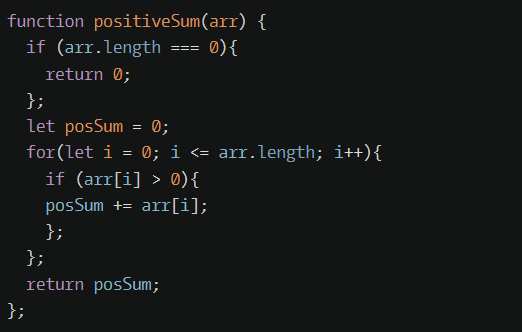 function positiveSum(arr) {
  if (arr.length === 0){
    return 0;
  };
  let posSum = 0;
  for(let i = 0; i <= arr.length; i++){
    if (arr[i] > 0){
    posSum += arr[i];
    };
  };
  return posSum;
};